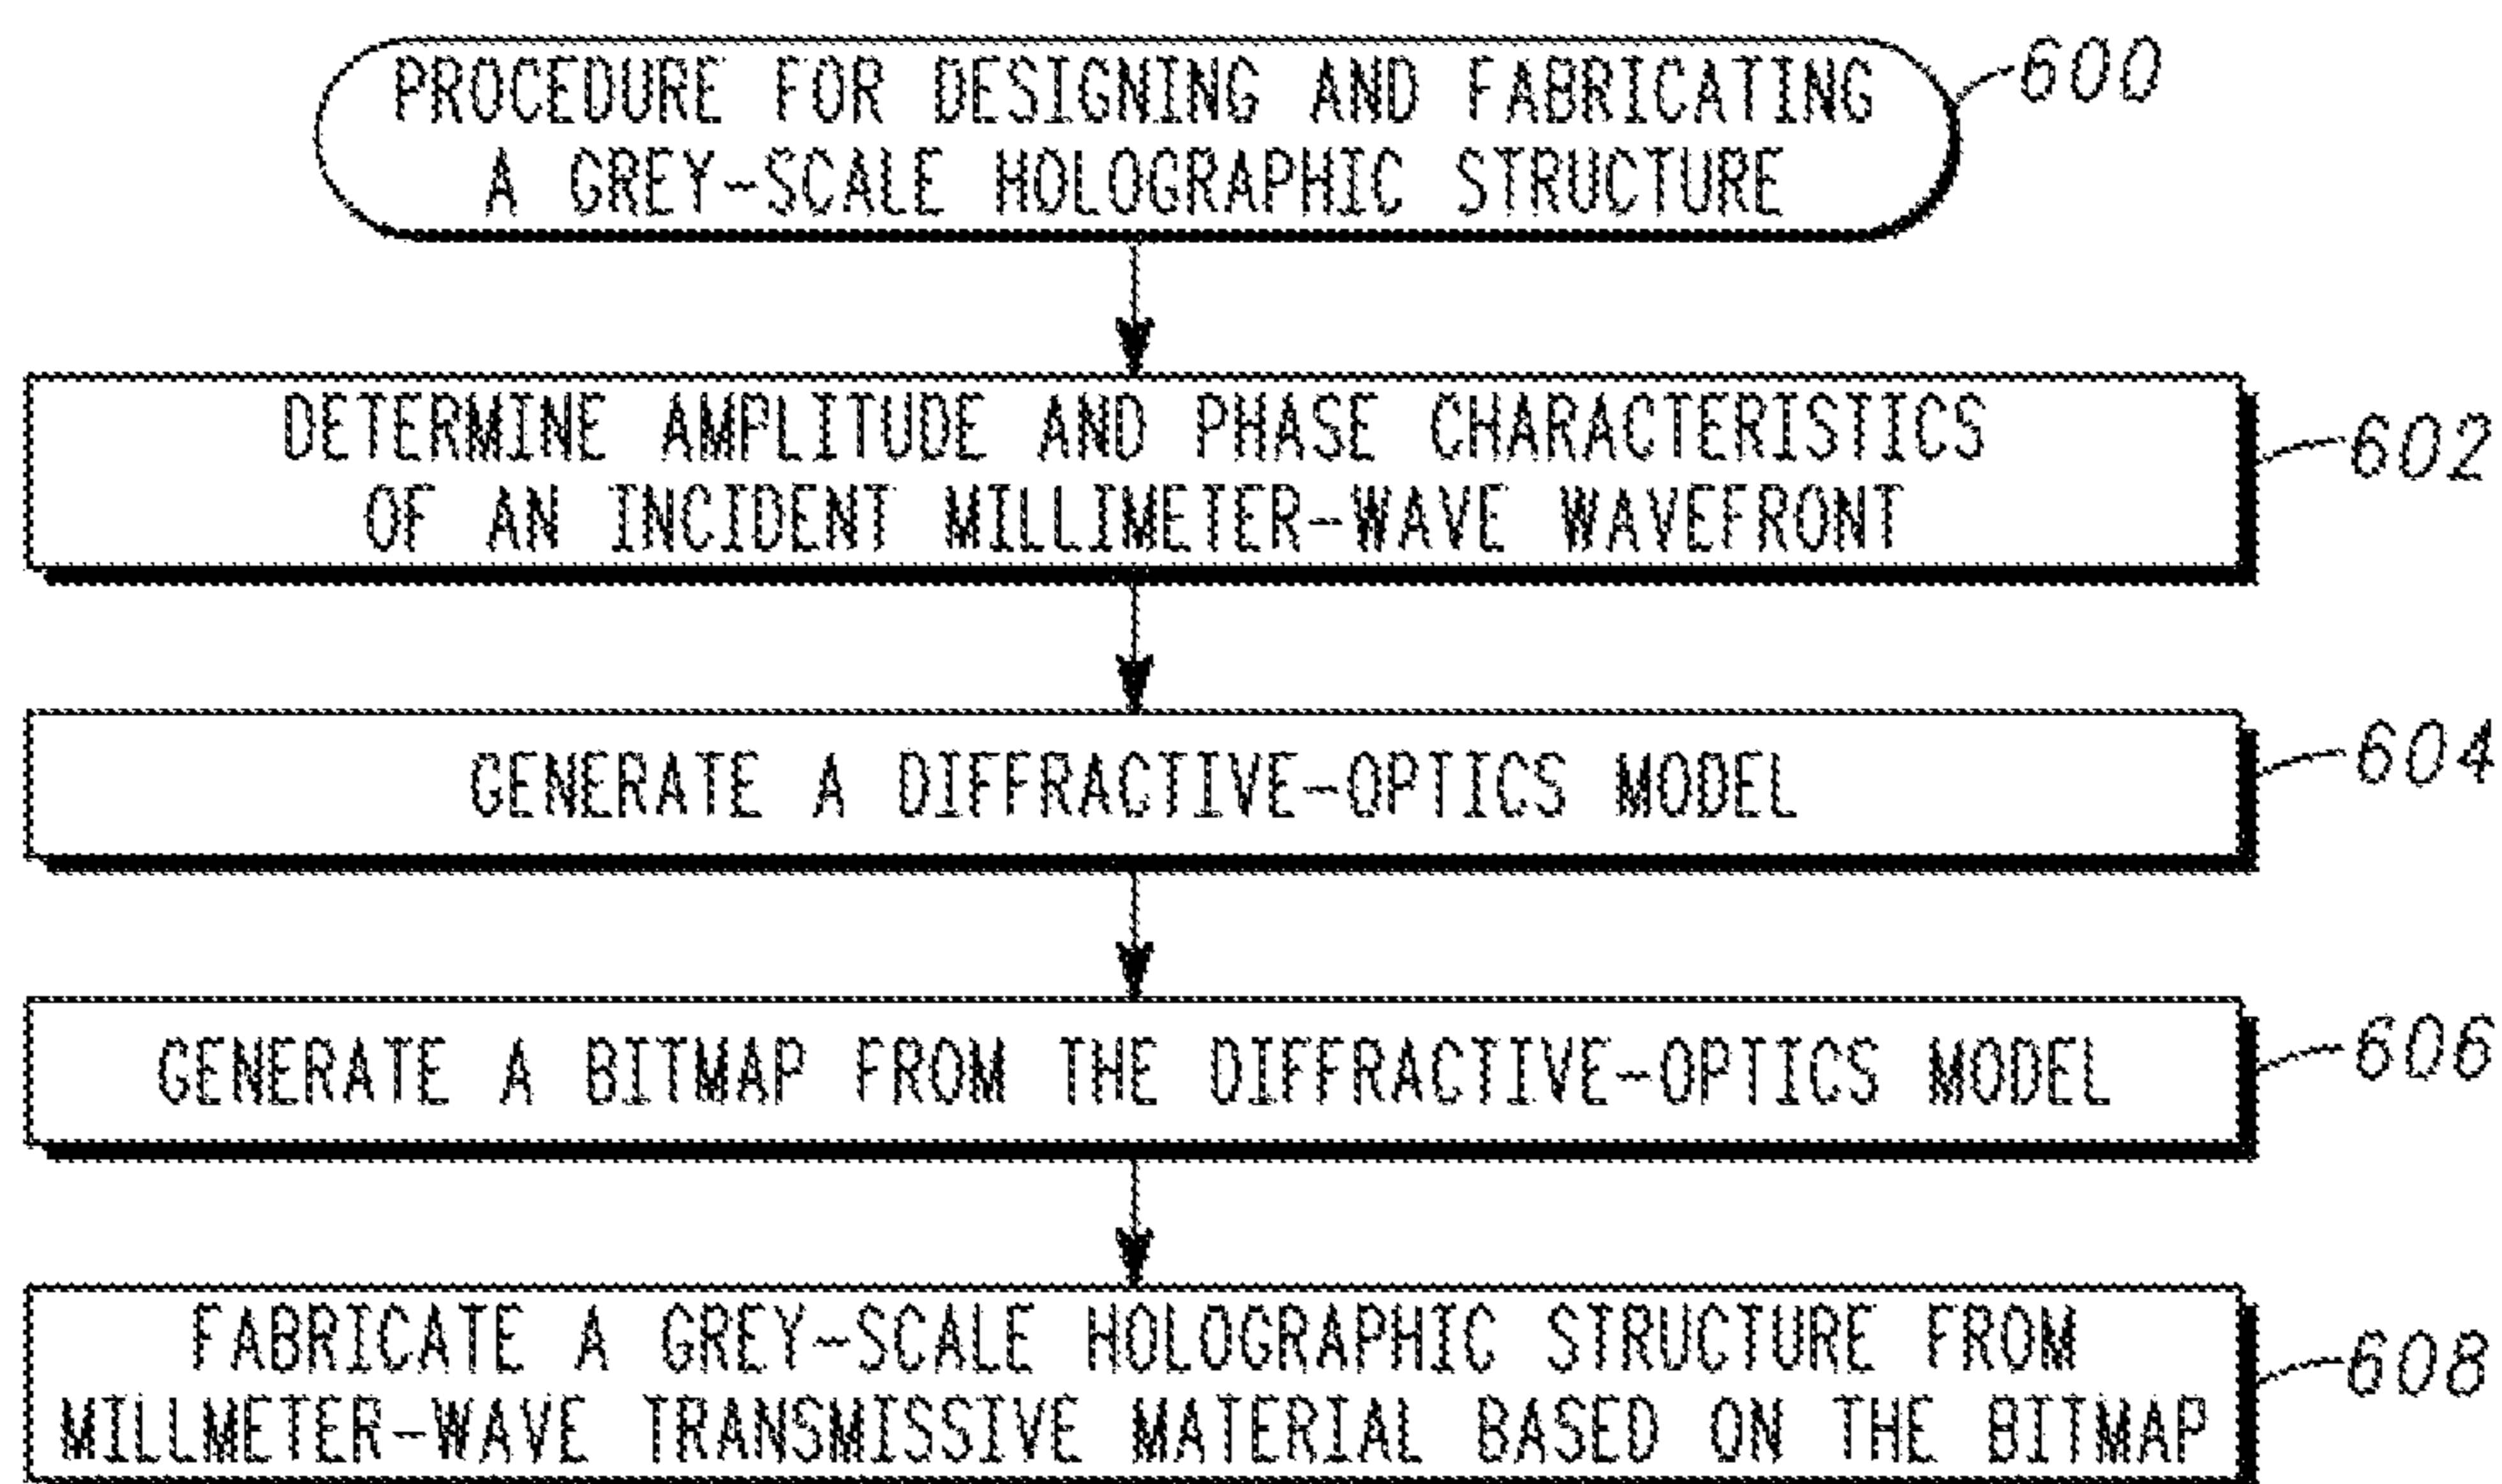 PROCEDURE FOR DESIGNING AND FABRICATING
A GREY-SCALE HOLOGRAPHIC STRUCTURE
600
DETERMINE AMPLITUDE AND PHASE CHARACTERISTICS
OF AN INCIDENT MILLIMETER-WAVE WAVEFRONT
602
GENERATE A DIFFRACTIVE-OPTICS MODEL
604
GENERATE A BITMAP FROM THE DIFFRACTIVE-OPTICS MODEL
606
FABRICATE A GREY-SCALE HOLOGRAPHIC STRUCTURE FROM
MILLMETER-WAVE TRANSMISSIVE MATERIAL BASED ON THE BITMAP
608